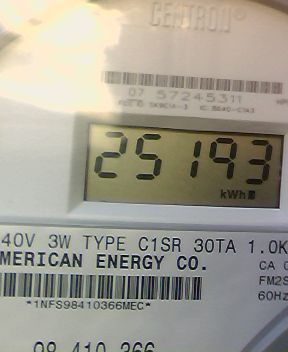 CENTRON®
07 57245311
25193
kWh
40V 3W TYPE C1SR 30TA 1.0K
MERICAN ENERGY CO.
CA
FM2S
60Hz
*1NFS98410366MEC*
98 410 366